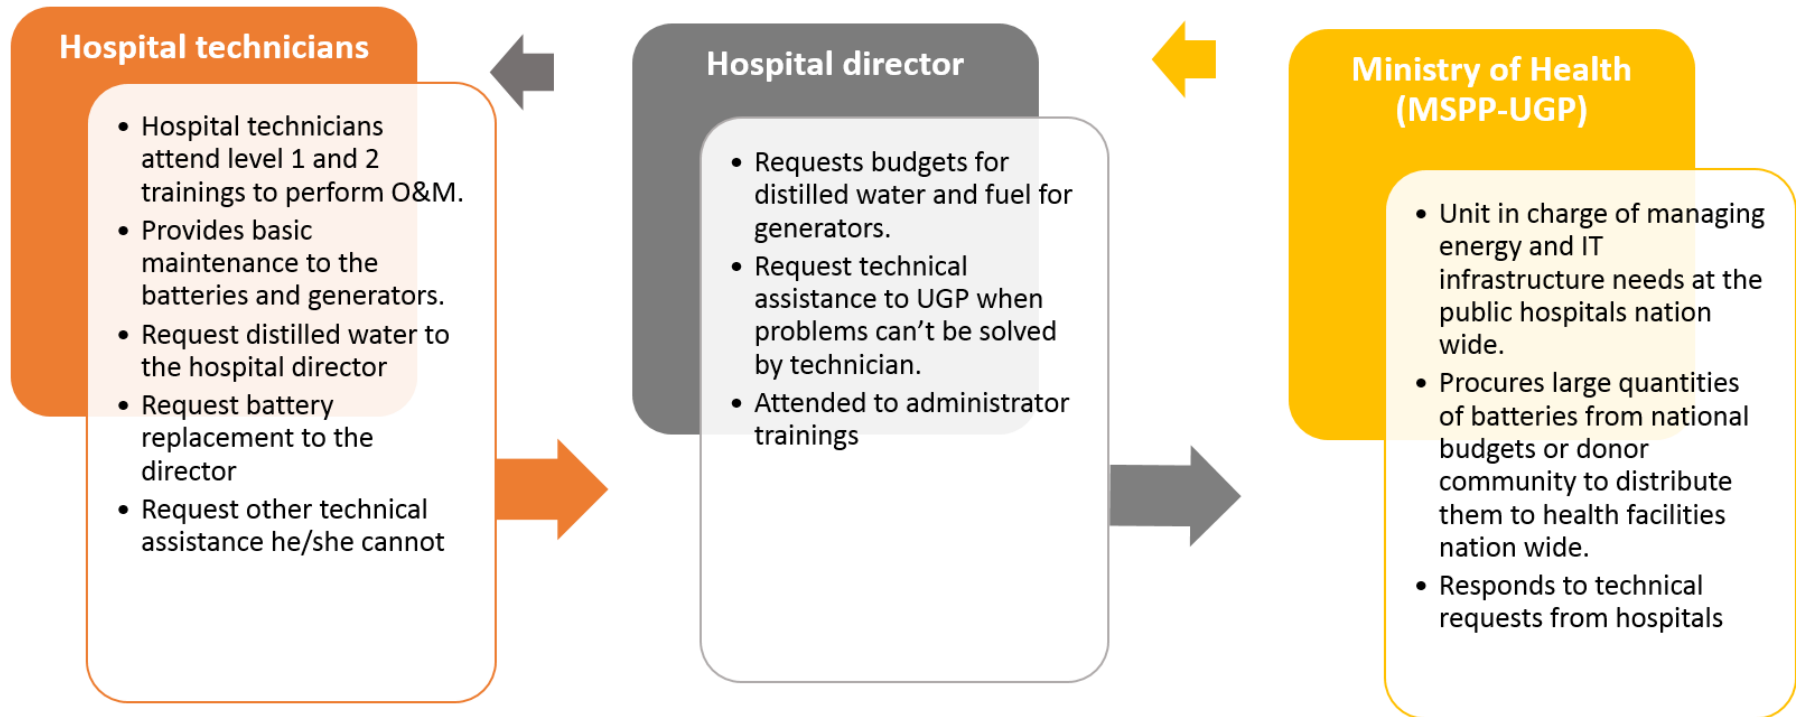 Hospital technicians
• Hospital technicians
attend level 1 and 2
trainings to perform O&M.
• Provides basic
maintenance to the
batteries and generators.
• Request distilled water to
the hospital director
• Request battery
replacement to the
director
• Request other technical
assistance he/she cannot
Hospital director
• Requests budgets for
distilled water and fuel for
generators.
• Request technical
assistance to UGP when
problems can’t be solved
by technician.
• Attended to administrator
trainings
Ministry of Health
(MSPP-UGP)
• Unit in charge of managing
energy and IT
infrastructure needs at the
public hospitals nation
wide.
• Procures large quantities
of batteries from national
budgets or donor
community to distribute
them to health facilities
nation wide.
• Responds to technical
requests from hospitals